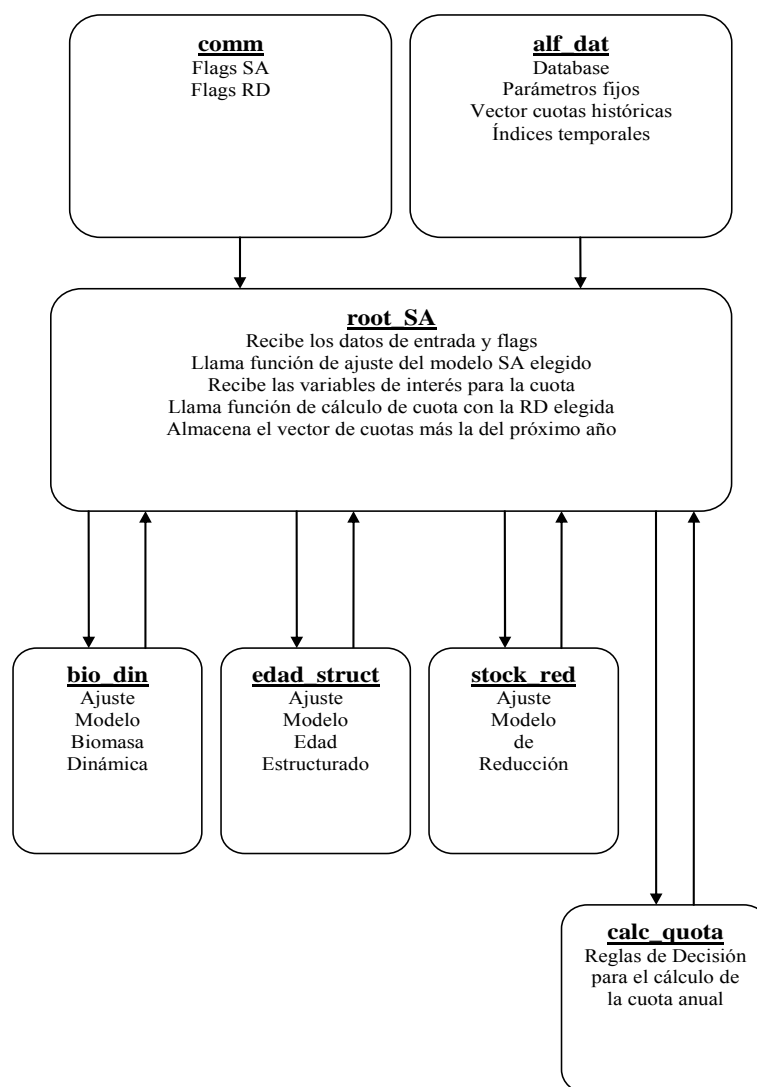 comm
Flags SA
Flags RD
alf_dat
Database
Parámetros fijos
Vector cuotas históricas
Índices temporales
root_SA
Recibe los datos de entrada y flags
Llama función de ajuste del modelo SA elegido
Recibe las variables de interés para la cuota
Llama función de cálculo de cuota con la RD elegida
Almacena el vector de cuotas más la del próximo año
bio_din
Ajuste
Modelo
Biomasa
Dinámica
edad_struct
Ajuste
Modelo
Edad
Estructurado
stock_red
Ajuste
Modelo
de
Reducción
calc_quota
Reglas de Decisión
para el cálculo de
la cuota anual